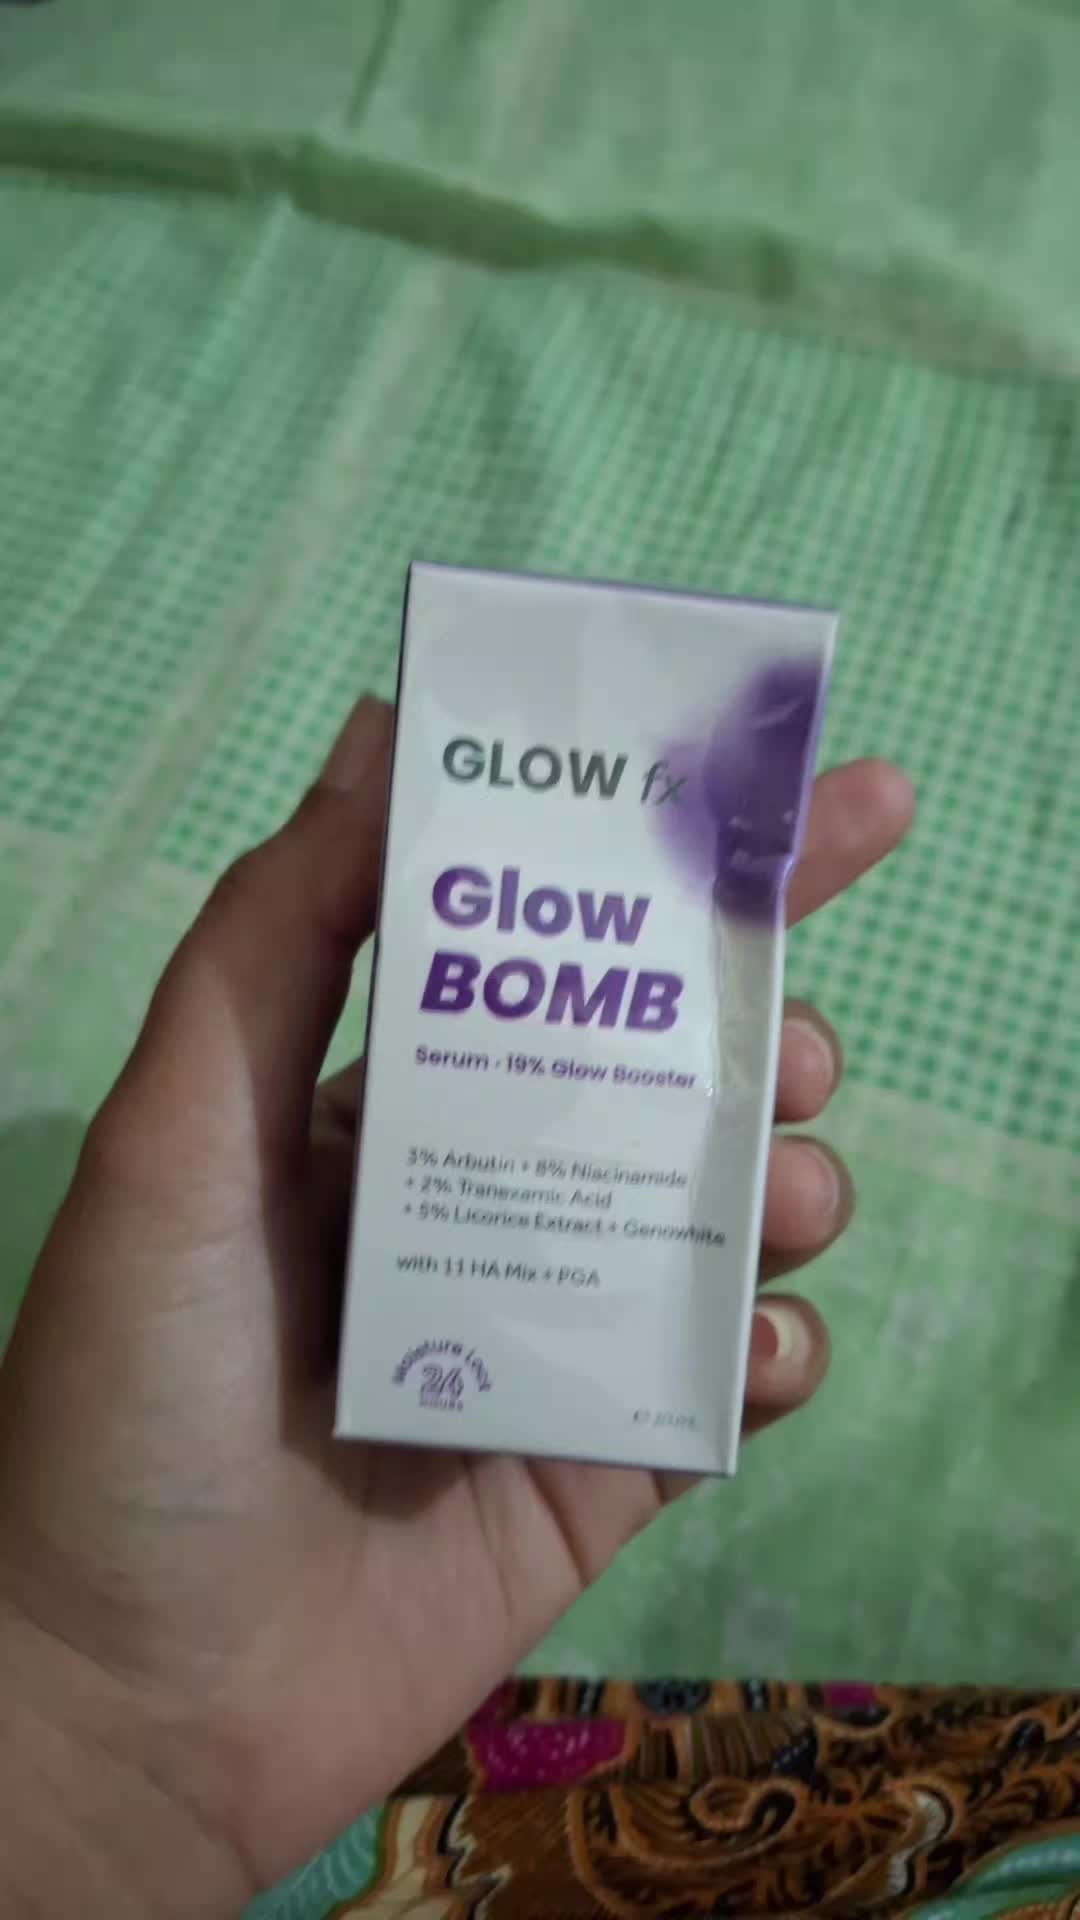 GLOW fx
Glow
BOMB
Serum · 19% Glow Booster
3% Arbutin + 8% Niacinamide
+ 2% Tranexamic Acid
+ 5% Licorice Extract + Genowhite
with 11 HA Mix + PGA
Moisture Lock
24
HOURS